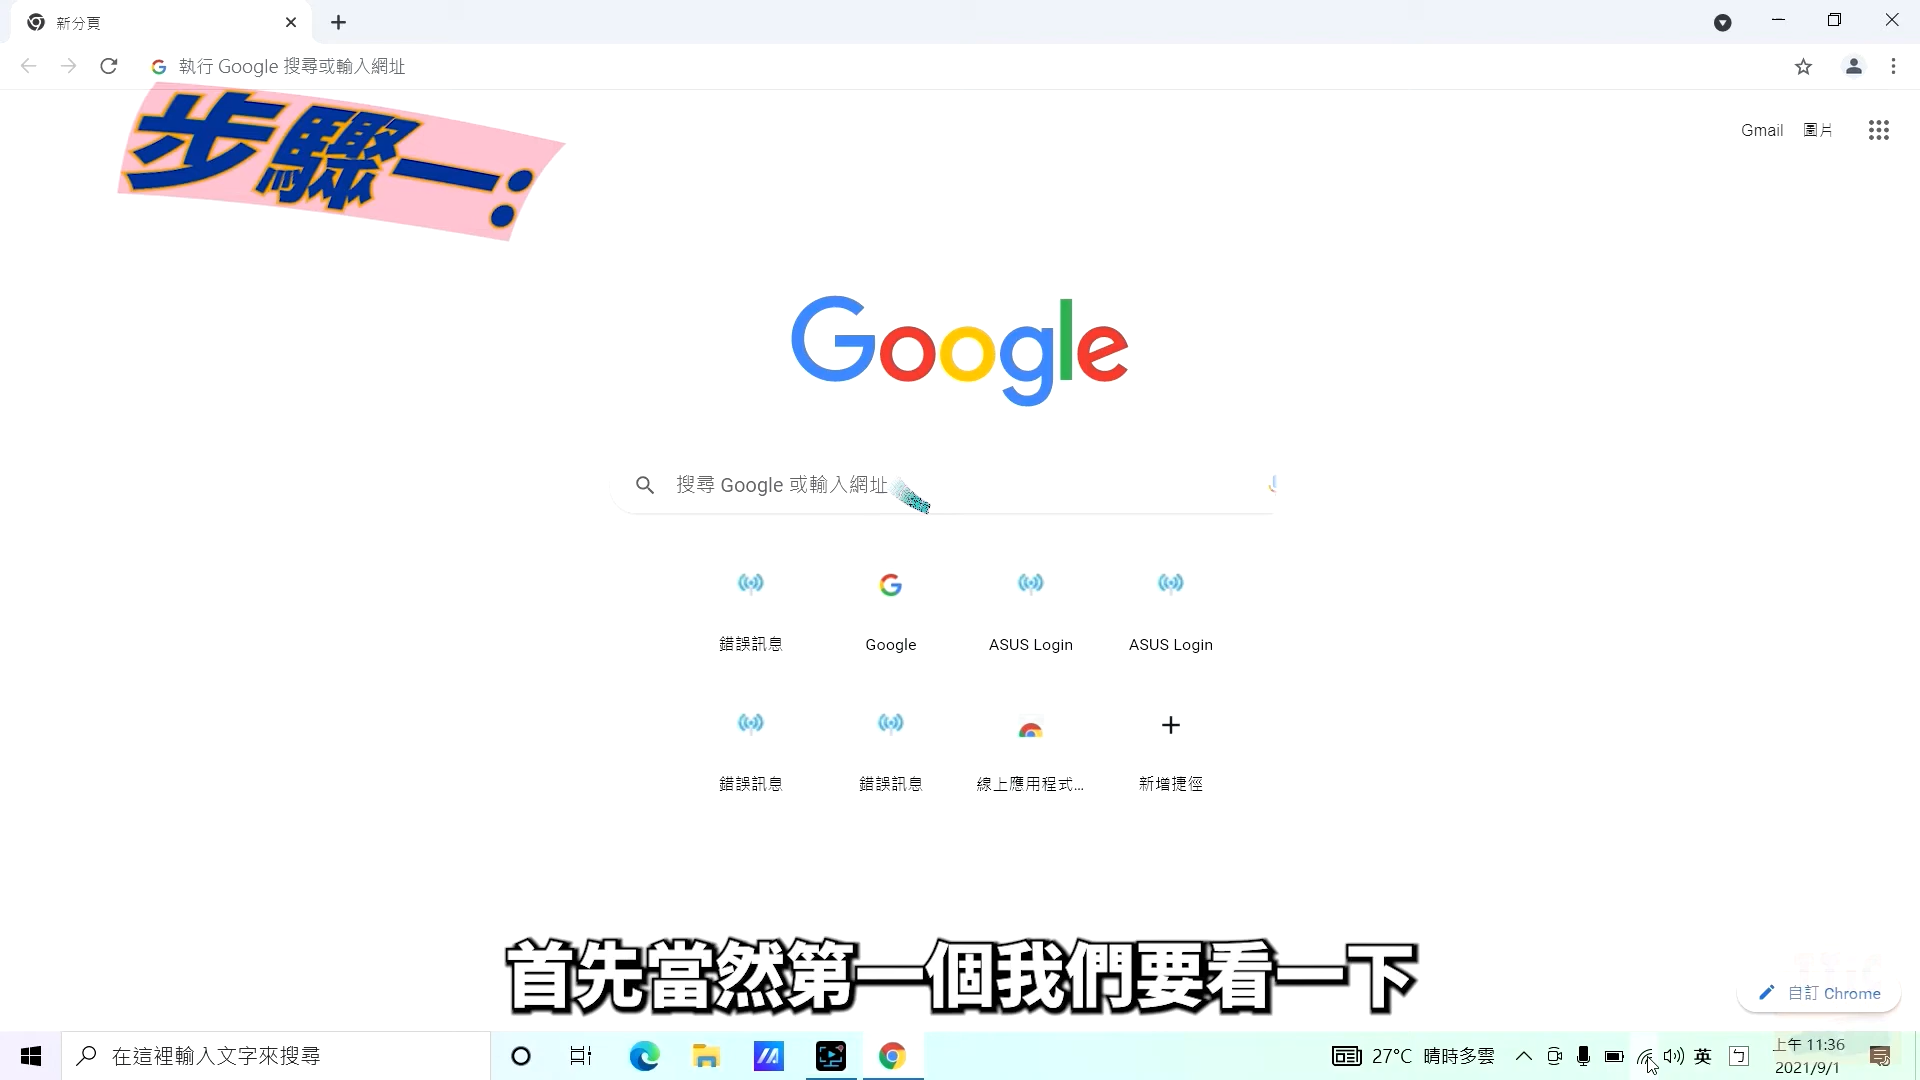 新分頁
執行 Google 搜尋或輸入網址
步驟一:
Gmail 圖片
Google
搜尋 Google 或輸入網址
錯誤訊息 Google ASUS Login ASUS Login
錯誤訊息 錯誤訊息 線上應用程式... 新增捷徑
首先當然第一個我們要看一下
自訂 Chrome
在這裡輸入文字來搜尋
27°C 晴時多雲
英
ㄅ
上午 11:36
2021/9/1